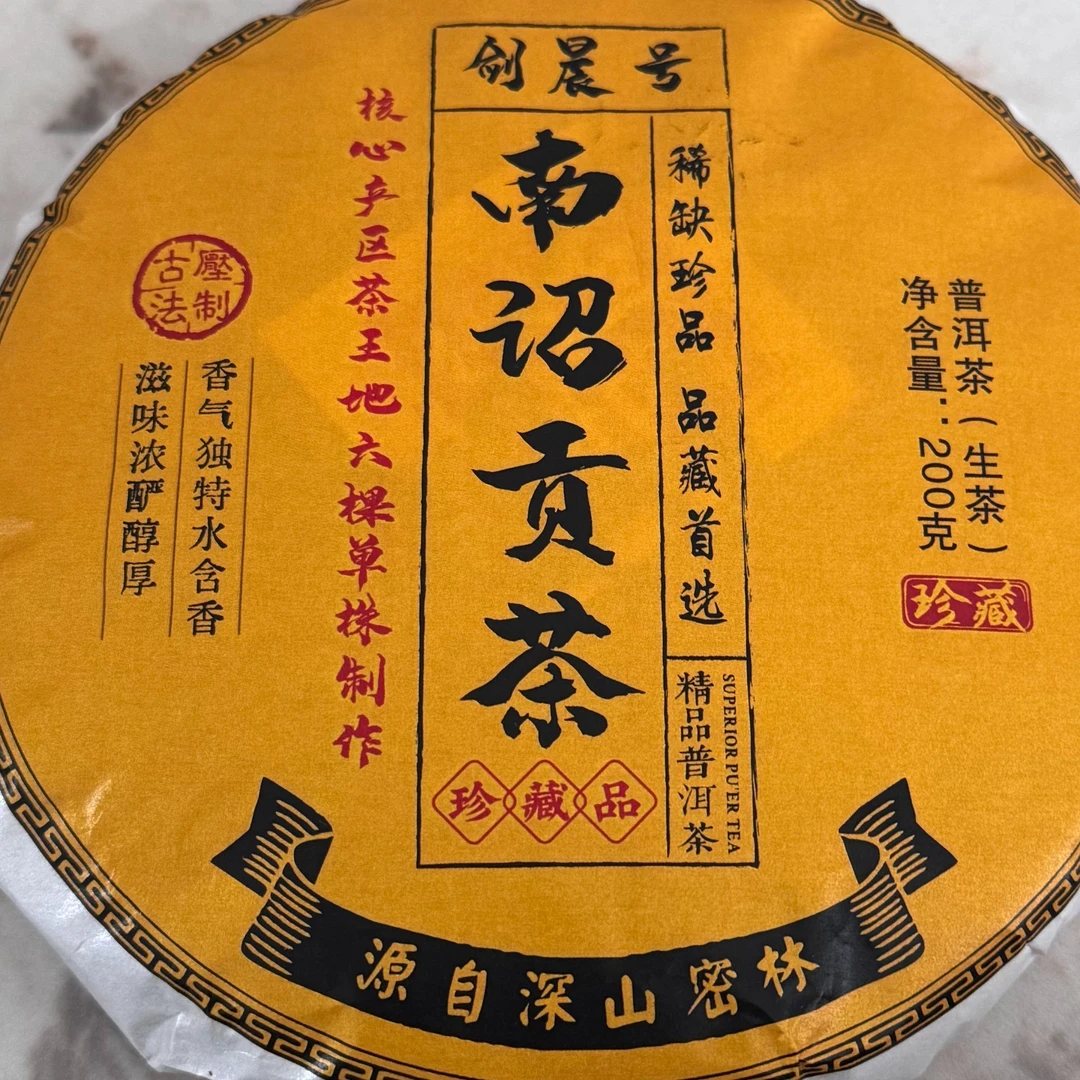 剑晨号
南诏贡茶
珍藏品
稀缺珍品 品藏首选
精品普洱茶
SUPERIOR PU'ER TEA
核心产区茶王地六棵单株制作
古法壓制
香气独特水含香
滋味浓酽醇厚
普洱茶(生茶)
净含量:200克
珍藏
源自深山密林